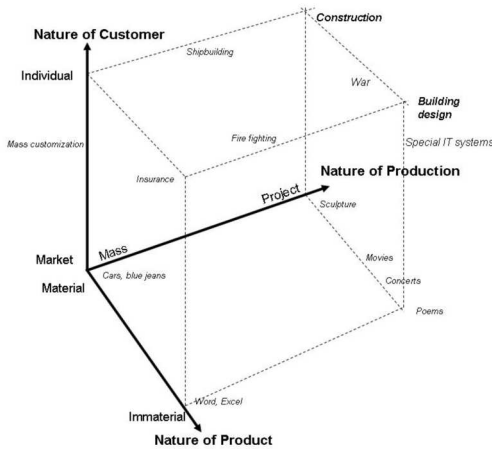 Construction
Nature of Customer
Shipbuilding
Individual
War
Building
design
Mass customization
Fire fighting
Special IT systems
Insurance
Nature of Production
Project
Sculpture
Mass
Market
Movies
Cars, blue jeans
Material
Concerts
Poems
Word, Excel
Immaterial
Nature of Product